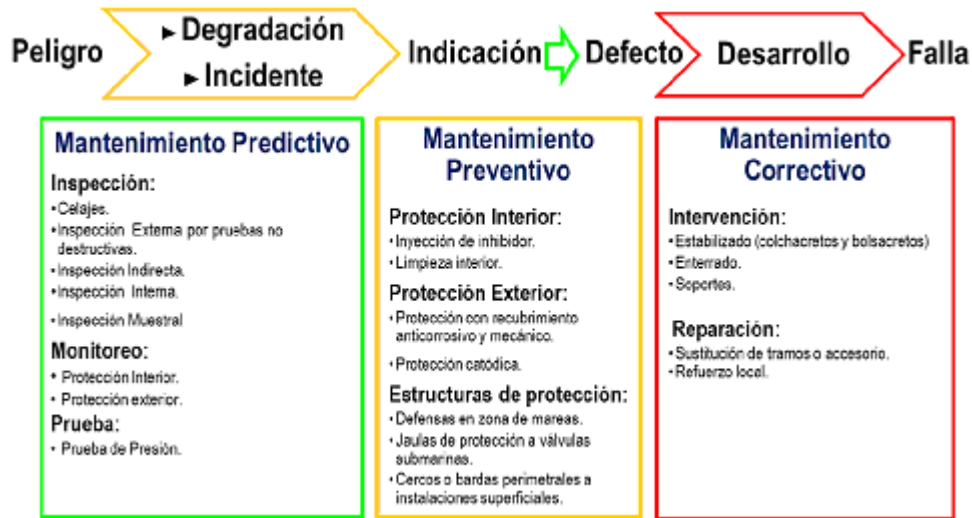 Peligro
► Degradación
► Incidente
Indicación
Defecto
Desarrollo
Falla
Mantenimiento Predictivo
Inspección:
• Celajes.
• Inspección Externa por pruebas no
destructivas.
• Inspección Indirecta.
• Inspección Interna.
• Inspección Muestral
Monitoreo:
• Protección Interior.
• Protección exterior.
Prueba:
• Prueba de Presión.
Mantenimiento
Preventivo
Protección Interior:
• Inyección de inhibidor.
• Limpieza interior.
Protección Exterior:
• Protección con recubrimiento
anticorrosivo y mecánico.
• Protección catódica.
Estructuras de protección:
• Defensas en zona de mareas.
• Jaulas de protección a válvulas
submarinas.
• Cercos o bardas perimetrales a
instalaciones superficiales.
Mantenimiento
Correctivo
Intervención:
• Estabilizado (colchacretos y bolsacretos)
• Enterrado.
• Soportes.
Reparación:
• Sustitución de tramos o accesorio.
• Refuerzo local.